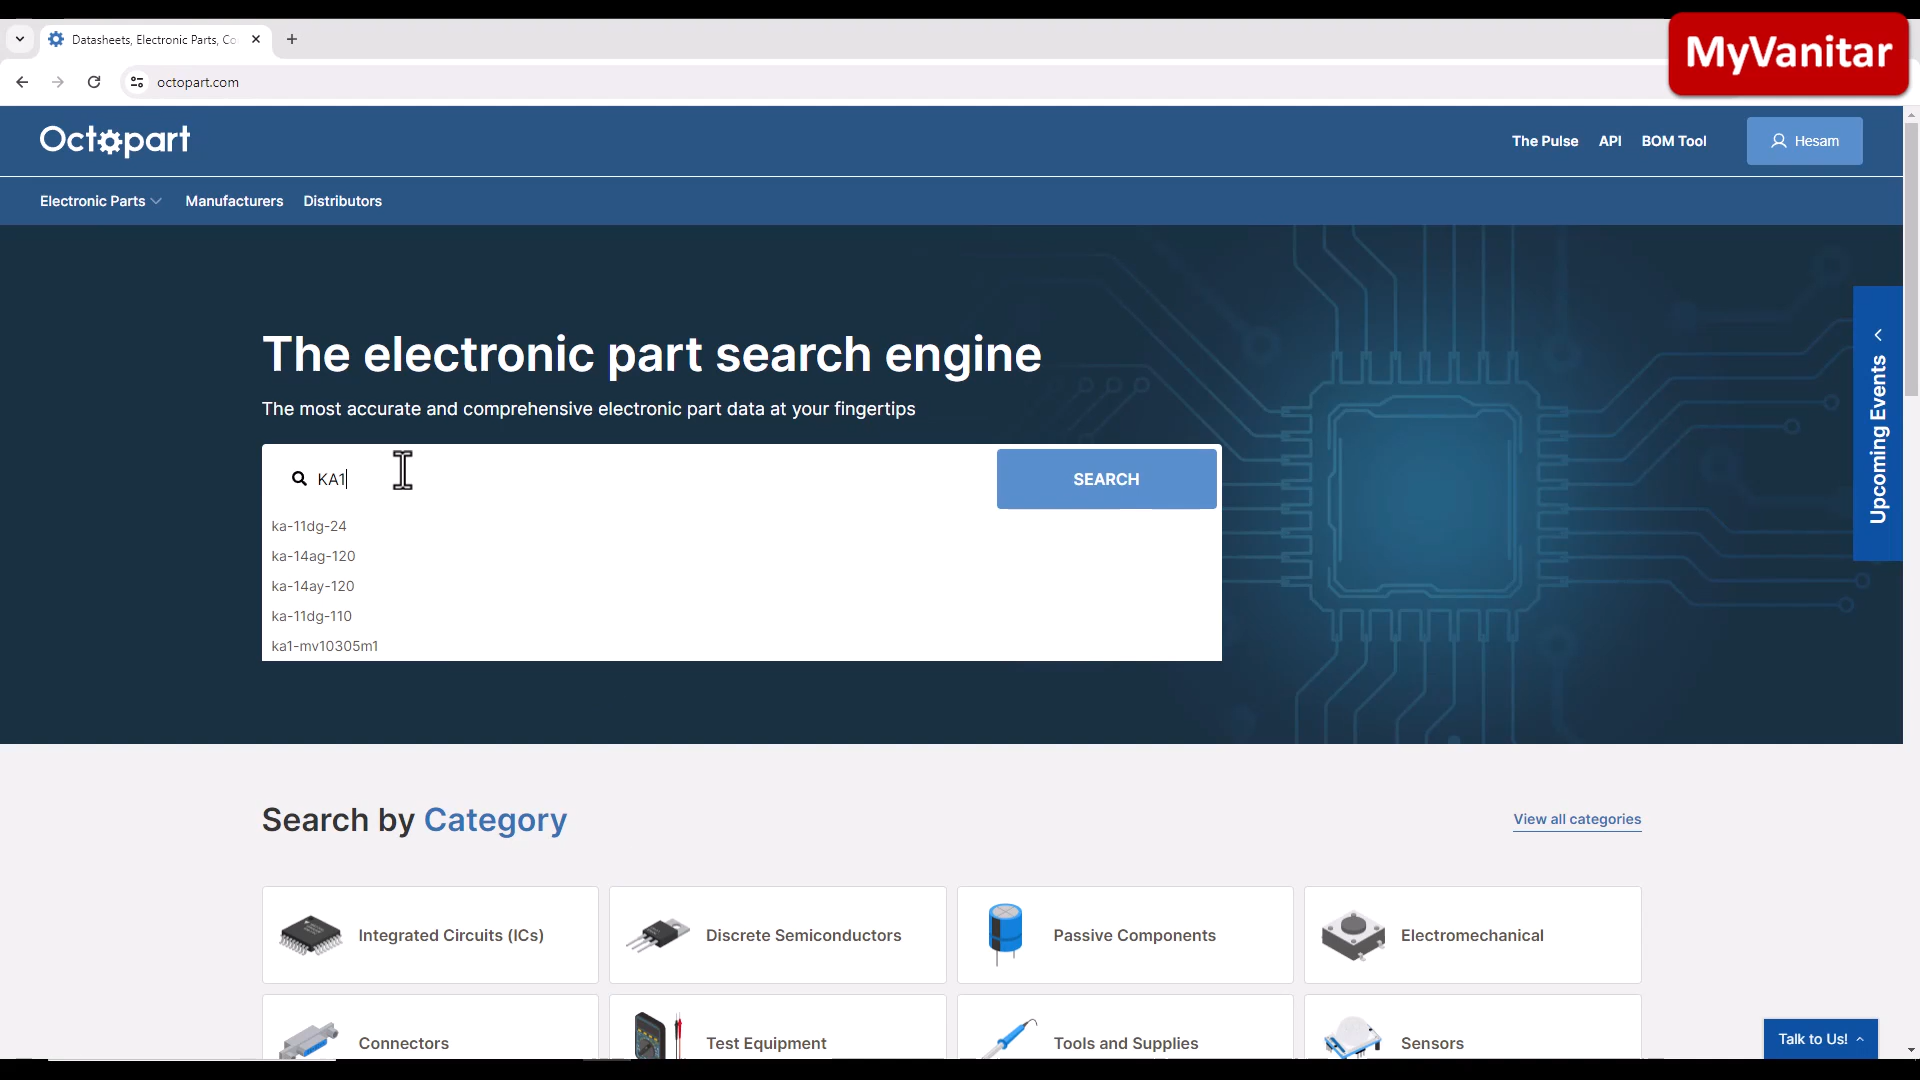 Datasheets, Electronic Parts, Co
MyVanitar
octopart.com
Octopart
The Pulse
API
BOM Tool
Hesam
Electronic Parts
Manufacturers
Distributors
The electronic part search engine
The most accurate and comprehensive electronic part data at your fingertips
KA1
SEARCH
ka-11dg-24
ka-14ag-120
ka-14ay-120
ka-11dg-110
ka1-mv10305m1
Upcoming Events
Search by Category
View all categories
Integrated Circuits (ICs)
Discrete Semiconductors
Passive Components
Electromechanical
Connectors
Test Equipment
Tools and Supplies
Sensors
Talk to Us!